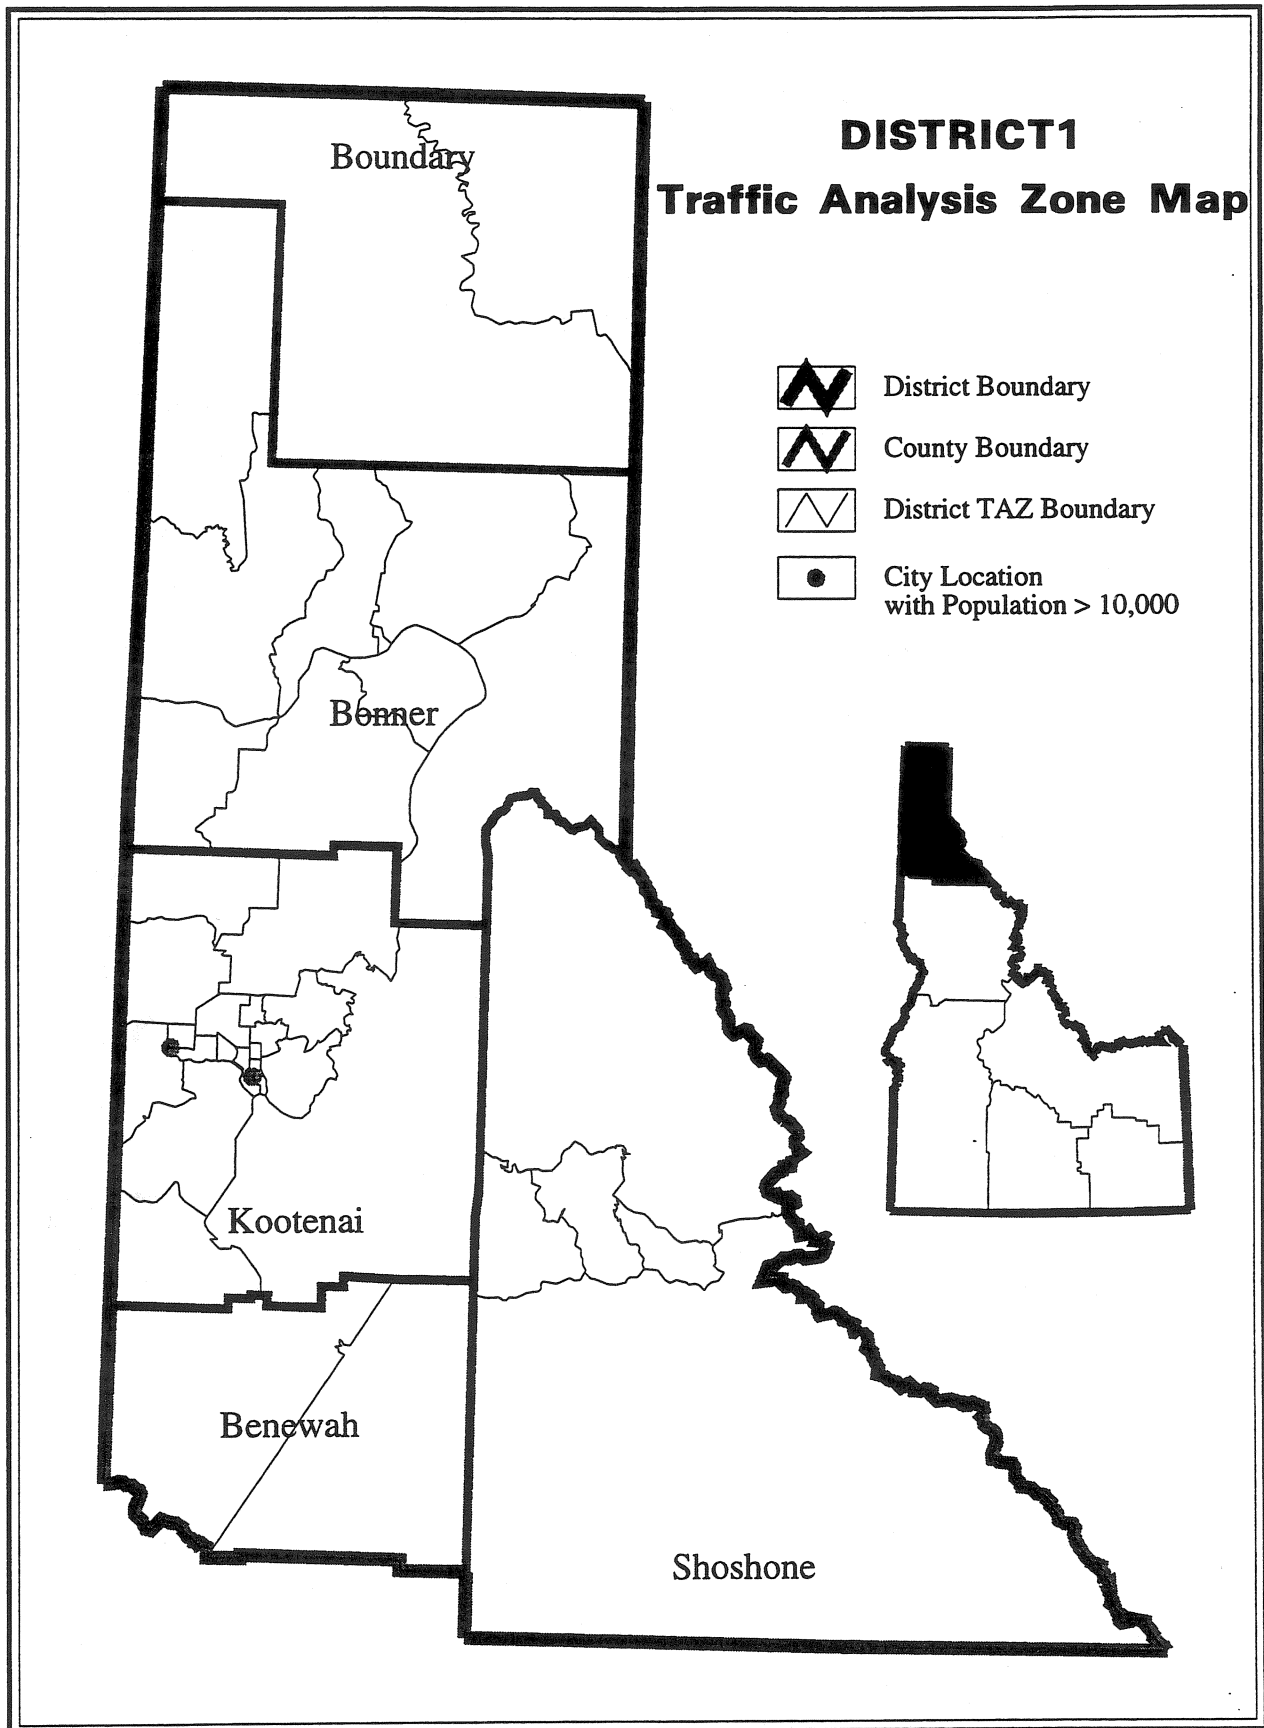 DISTRICT1
Traffic Analysis Zone Map
Boundary
District Boundary
County Boundary
District TAZ Boundary
City Location
with Population > 10,000
Bonner
Kootenai
Benewah
Shoshone